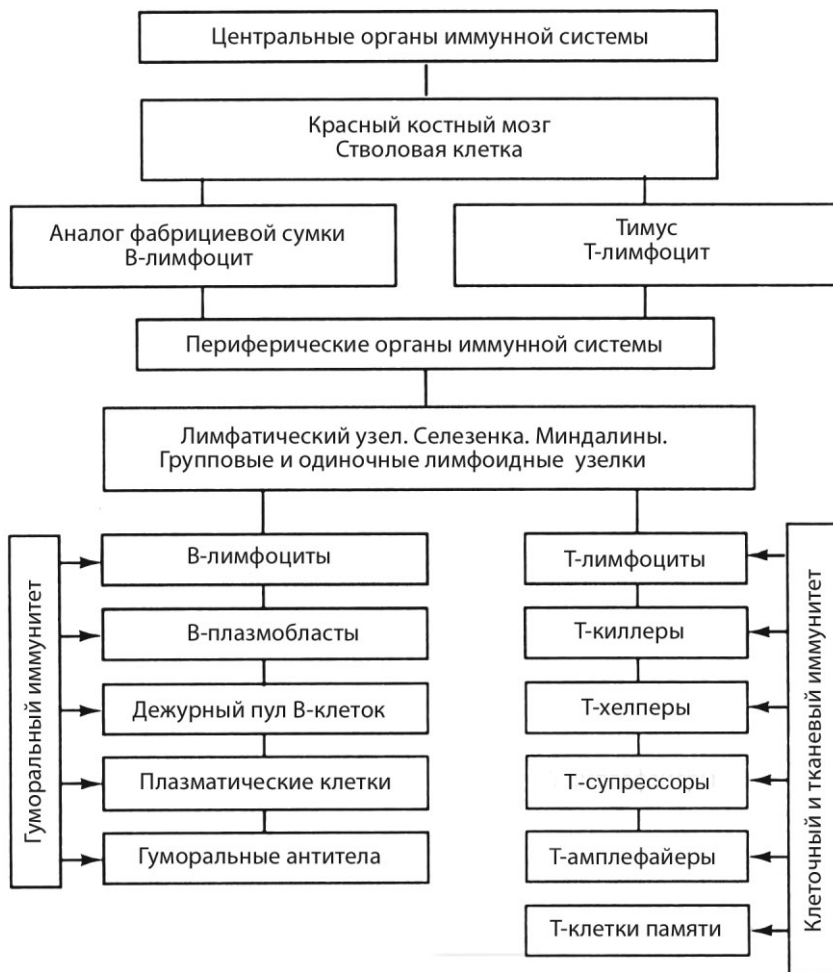 Центральные органы иммунной системы
Красный костный мозг
Стволовая клетка
Аналог фабрициевой сумки
В-лимфоцит
Тимус
Т-лимфоцит
Периферические органы иммунной системы
Лимфатический узел. Селезенка. Миндалины.
Групповые и одиночные лимфоидные узелки
Гуморальный иммунитет
В-лимфоциты
В-плазмобласты
Дежурный пул В-клеток
Плазматические клетки
Гуморальные антитела
Т-лимфоциты
Т-киллеры
Т-хелперы
Т-супрессоры
Т-амплефайеры
Т-клетки памяти
Клеточный и тканевый иммунитет